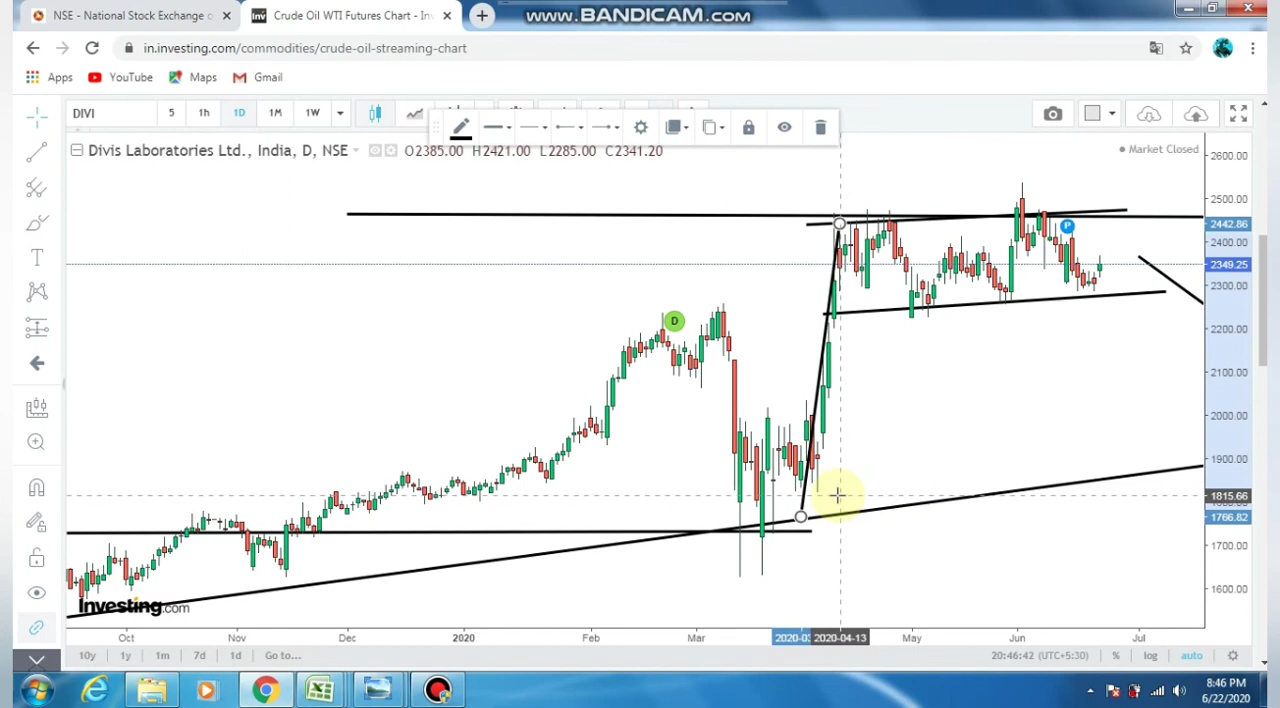 NSE - National Stock Exchange o
Crude Oil WTI Futures Chart - Inv
www.BANDICAM.com
in.investing.com/commodities/crude-oil-streaming-chart
Apps YouTube Maps Gmail
DIVI 5 1h 1D 1M 1W
Divis Laboratories Ltd., India, D, NSE O2385.00 H2421.00 L2285.00 C2341.20
Market Closed
2600.00
2500.00
2442.86
2400.00
2349.25
2300.00
2200.00
2100.00
2000.00
1900.00
1815.66
1766.82
1700.00
1600.00
D
P
Investing.com
Oct Nov Dec 2020 Feb Mar 2020-03 2020-04-13 May Jun Jul
10y 1y 1m 7d 1d Go to... 20:46:42 (UTC+5:30) % log auto
8:46 PM
6/22/2020